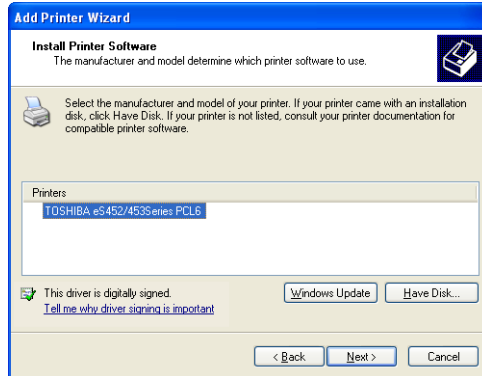 Add Printer Wizard
Install Printer Software
The manufacturer and model determine which printer software to use.
Select the manufacturer and model of your printer. If your printer came with an installation
disk, click Have Disk. If your printer is not listed, consult your printer documentation for
compatible printer software.
Printers
TOSHIBA eS452/453Series PCL6
This driver is digitally signed.
Tell me why driver signing is important
Windows Update
Have Disk...
< Back
Next >
Cancel